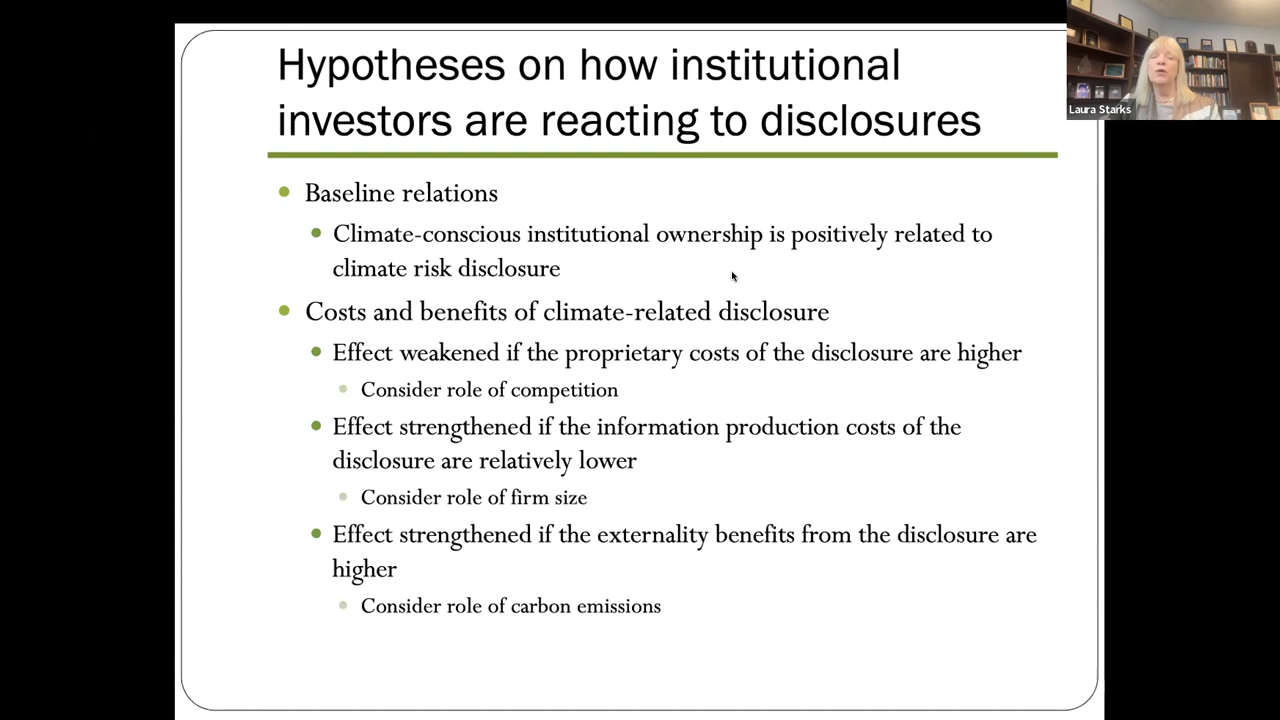 Hypotheses on how institutional
investors are reacting to disclosures
Laura Starks
Baseline relations
Climate-conscious institutional ownership is positively related to
climate risk disclosure
Costs and benefits of climate-related disclosure
Effect weakened if the proprietary costs of the disclosure are higher
Consider role of competition
Effect strengthened if the information production costs of the
disclosure are relatively lower
Consider role of firm size
Effect strengthened if the externality benefits from the disclosure are
higher
Consider role of carbon emissions